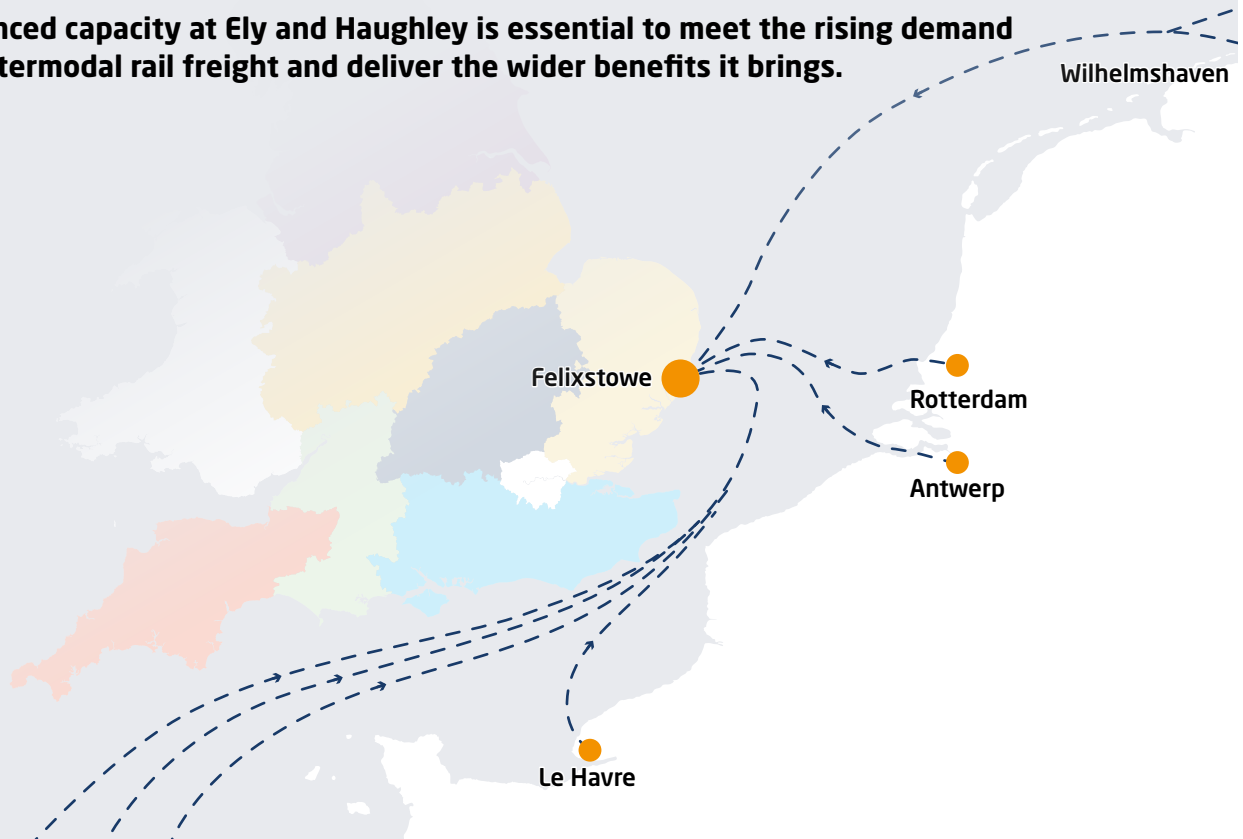 nced capacity at Ely and Haughley is essential to meet the rising demand
termodal rail freight and deliver the wider benefits it brings.
Wilhelmshaven
Felixstowe
Rotterdam
Antwerp
Le Havre